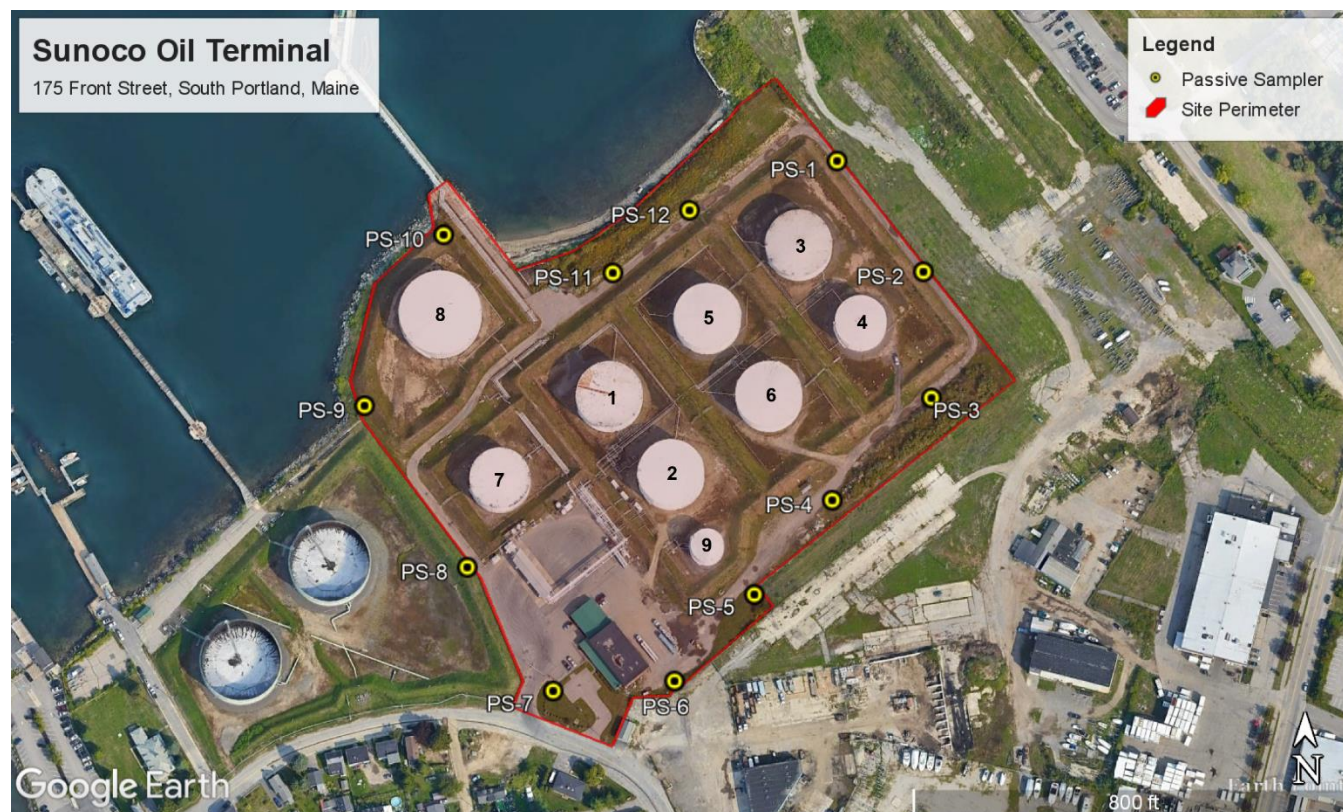 Sunoco Oil Terminal
175 Front Street, South Portland, Maine
Legend
Passive Sampler
Site Perimeter
PS-1
PS-12
PS-10
3
PS-11
PS-2
8
5
4
1
6
PS-9
PS-3
7
2
PS-4
9
PS-8
PS-5
PS-7
PS-6
Google Earth
N
800 ft